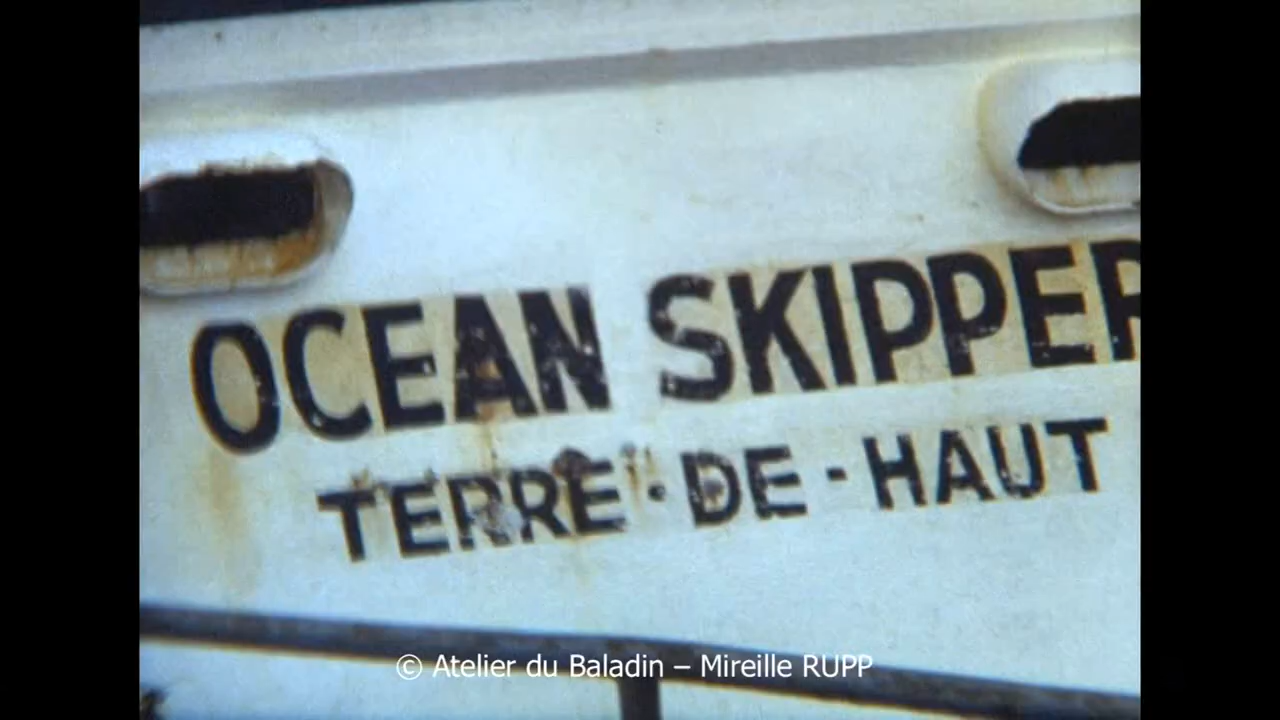 OCEAN SKIPPER
TERRE-DE-HAUT
© Atelier du Baladin – Mireille RUPP